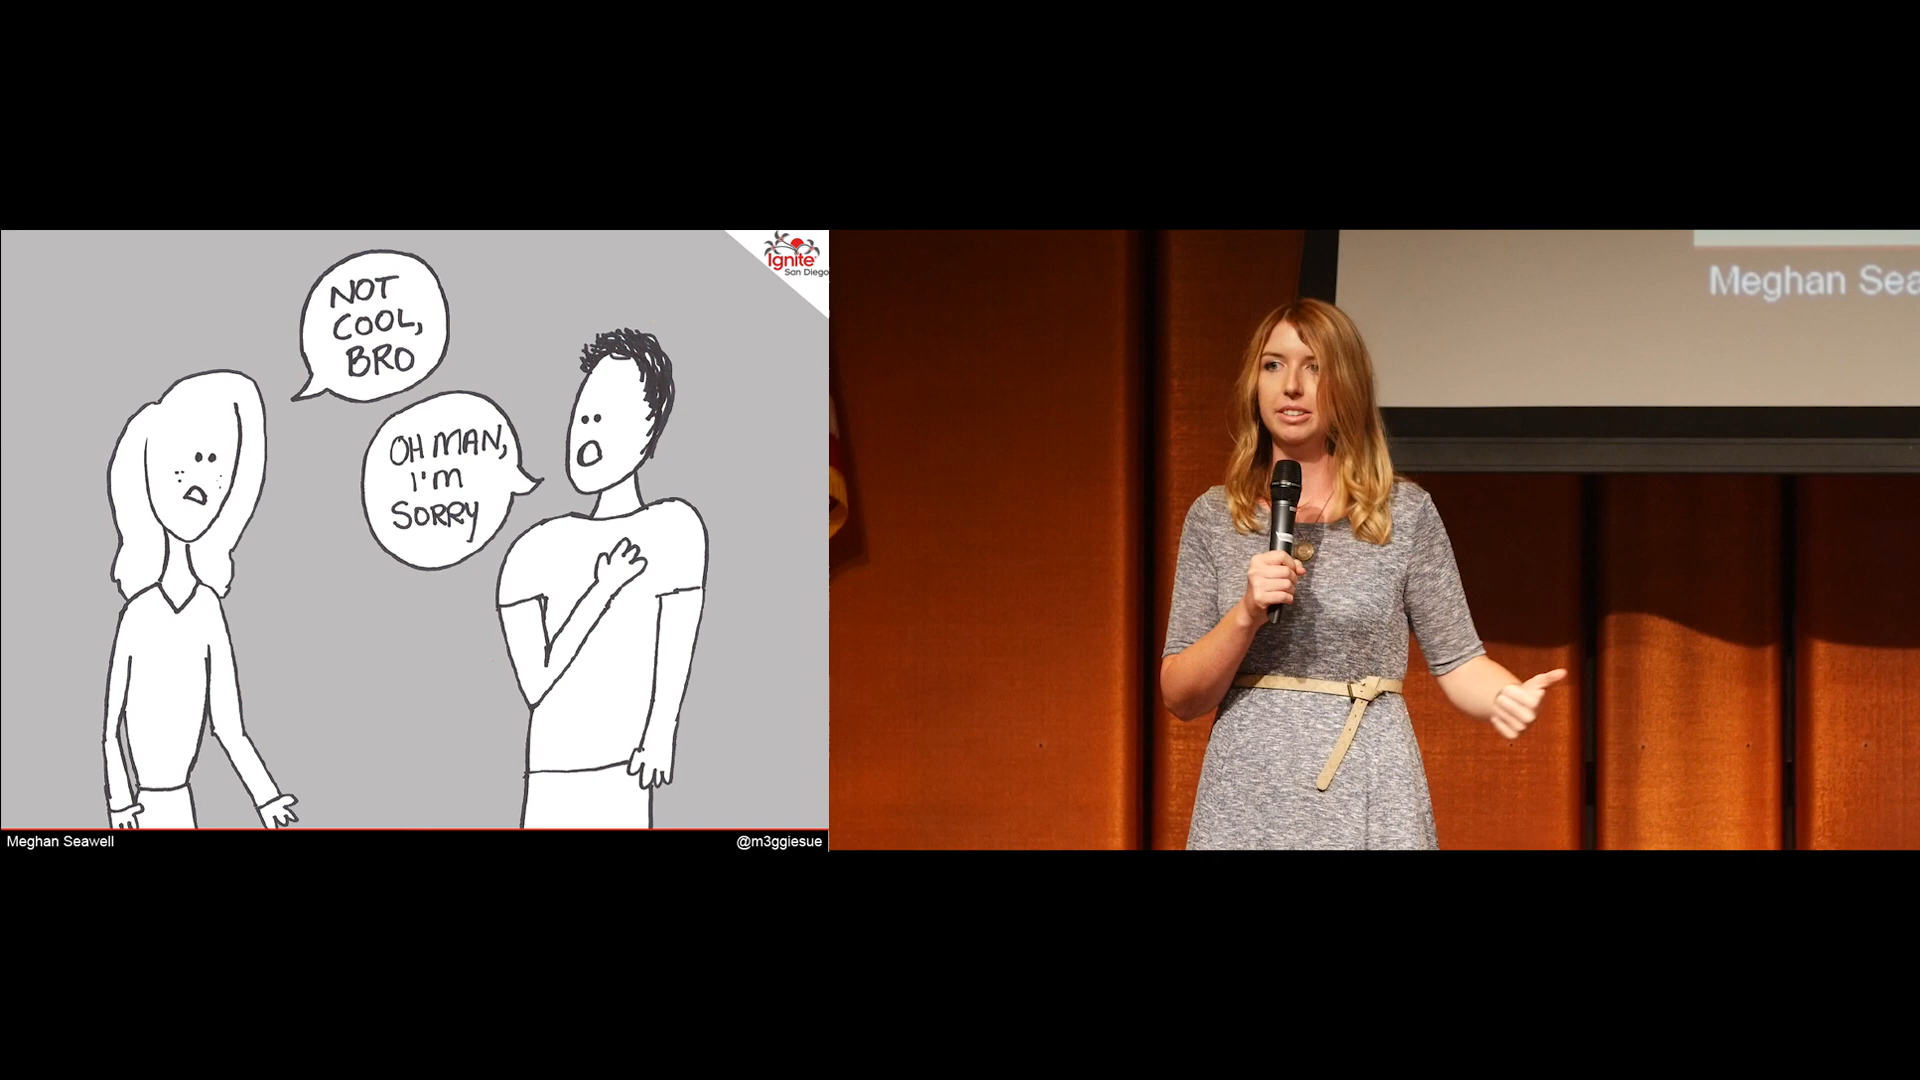 NOT
COOL,
BRO
OH MAN,
I'M
SORRY
Ignite
San Diego
Meghan Seawell
@m3ggiesue
Meghan Sea